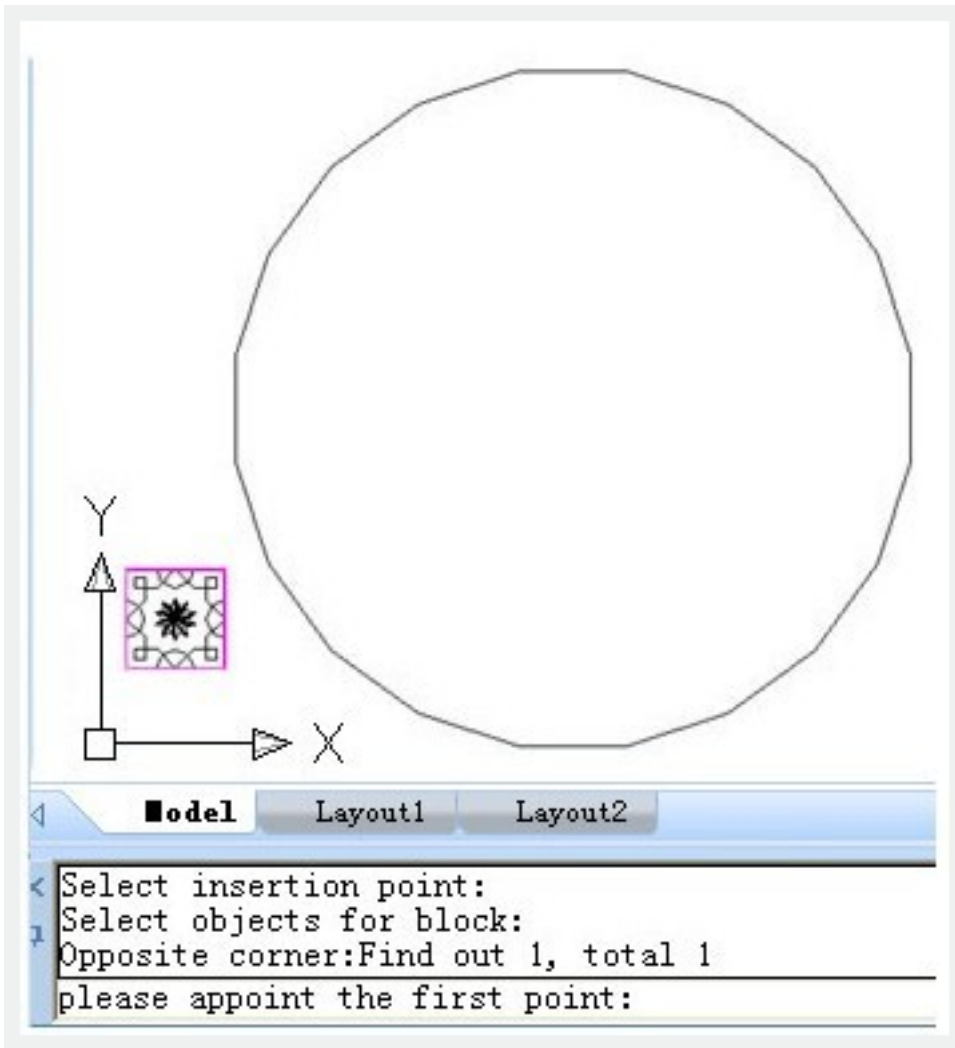 Y
X
Model Layout1 Layout2
Select insertion point:
Select objects for block:
Opposite corner:Find out 1, total 1
please appoint the first point: